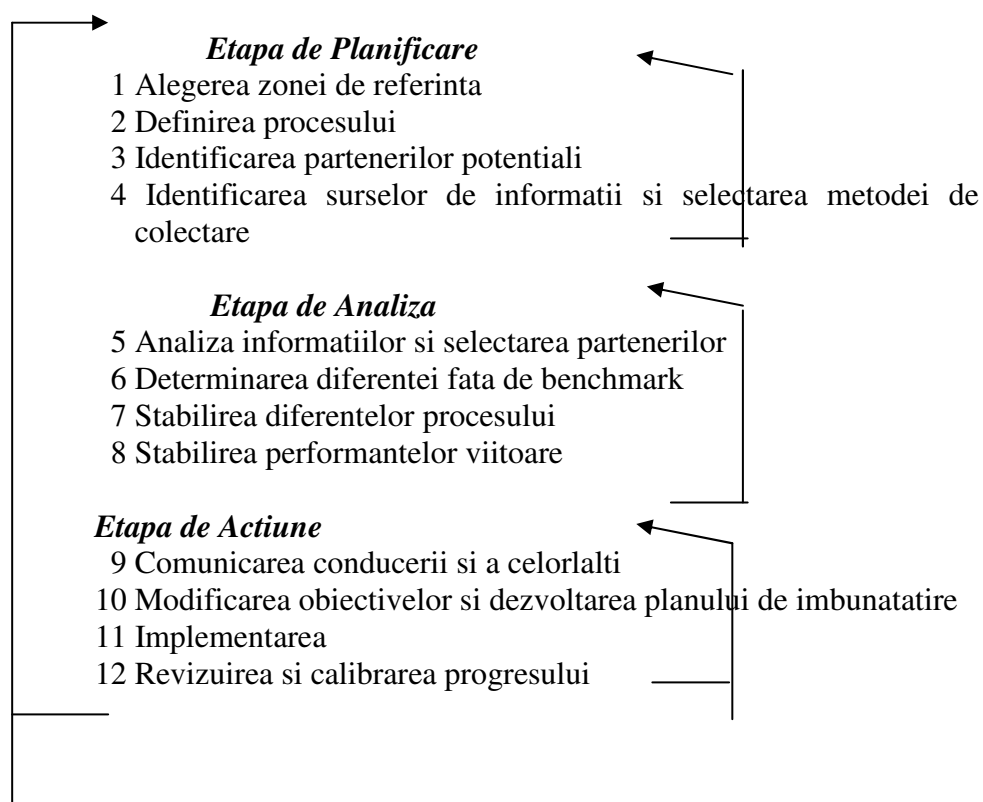 Etapa de Planificare
1 Alegerea zonei de referinta
2 Definirea procesului
3 Identificarea partenerilor potentiali
4 Identificarea surselor de informatii si selectarea metodei de
colectare
Etapa de Analiza
5 Analiza informatiilor si selectarea partenerilor
6 Determinarea diferentei fata de benchmark
7 Stabilirea diferentelor procesului
8 Stabilirea performantelor viitoare
Etapa de Actiune
9 Comunicarea conducerii si a celorlalti
10 Modificarea obiectivelor si dezvoltarea planului de imbunatatire
11 Implementarea
12 Revizuirea si calibrarea progresului